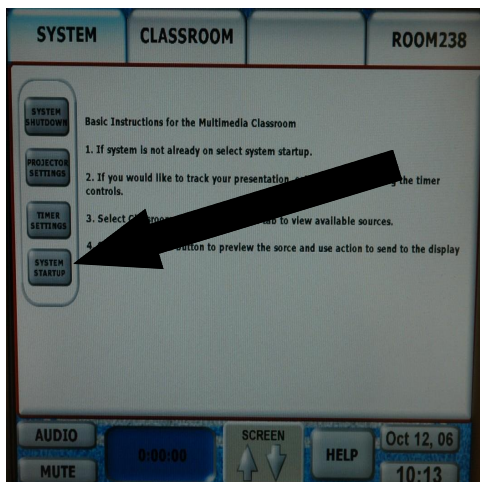 SYSTEM
CLASSROOM
ROOM238
SYSTEM
SHUTDOWN
PROJECTOR
SETTINGS
TIMER
SETTINGS
SYSTEM
STARTUP
Basic Instructions for the Multimedia Classroom
1. If system is not already on select system startup.
2. If you would like to track your presentation, the timer
controls.
3. Select tab to view available sources.
4. button to preview the sorce and use action to send to the display
AUDIO
MUTE
0:00:00
SCREEN
HELP
Oct 12, 06
10:13